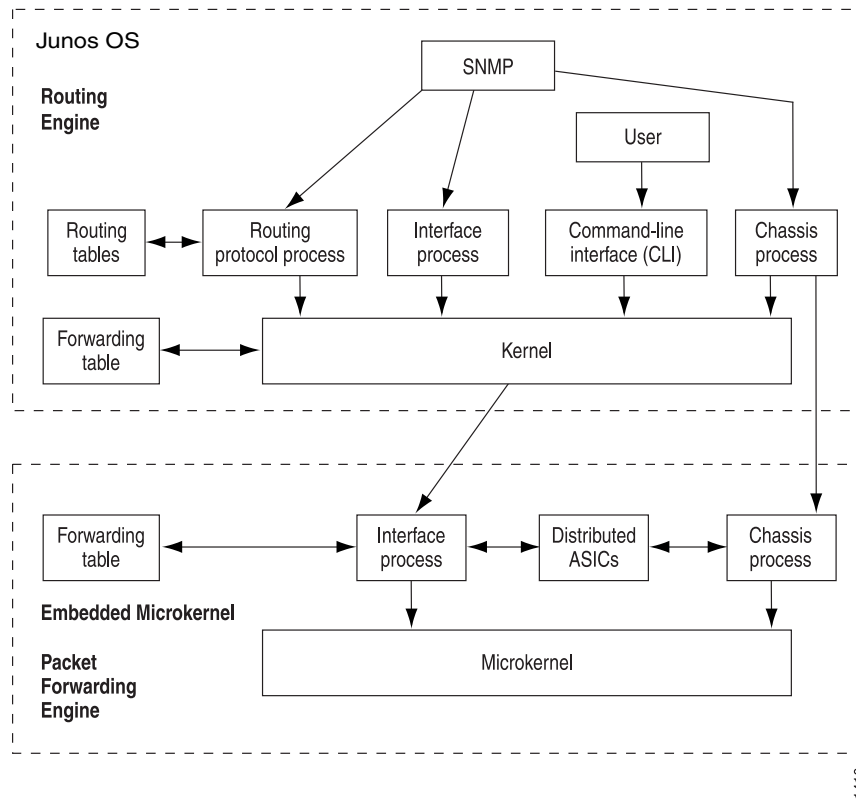 Junos OS
Routing
Engine
SNMP
User
Routing
tables
Routing
protocol process
Interface
process
Command-line
interface (CLI)
Chassis
process
Forwarding
table
Kernel
Forwarding
table
Interface
process
Distributed
ASICs
Chassis
process
Embedded Microkernel
Microkernel
Packet
Forwarding
Engine